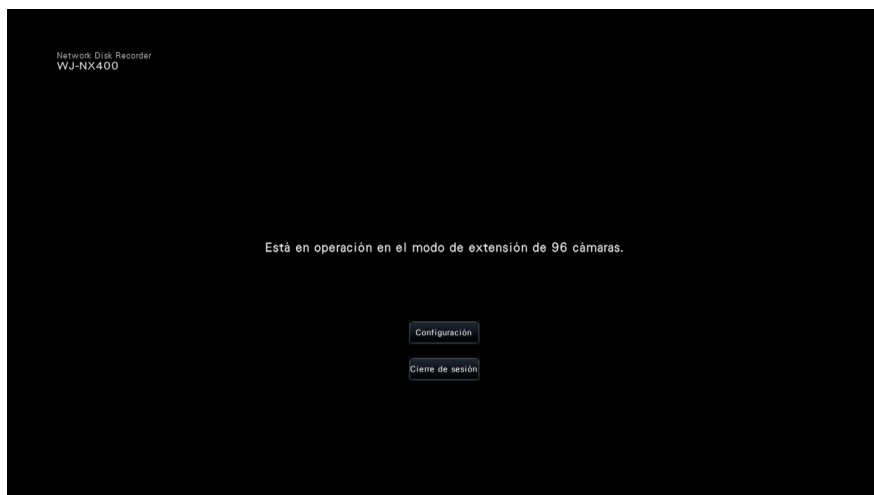 Network Disk Recorder
WJ-NX400
Está en operación en el modo de extensión de 96 cámaras.
Configuración
Cierre de sesión